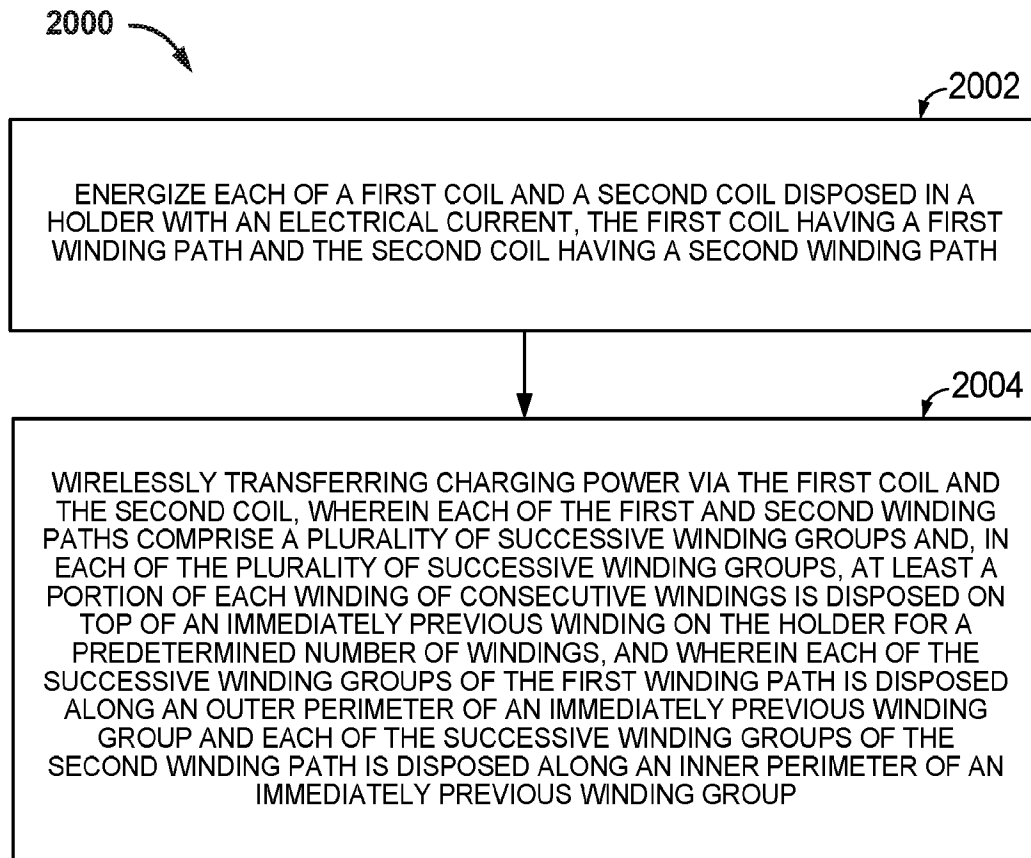 2000
2002
ENERGIZE EACH OF A FIRST COIL AND A SECOND COIL DISPOSED IN A
HOLDER WITH AN ELECTRICAL CURRENT, THE FIRST COIL HAVING A FIRST
WINDING PATH AND THE SECOND COIL HAVING A SECOND WINDING PATH
2004
WIRELESSLY TRANSFERRING CHARGING POWER VIA THE FIRST COIL AND
THE SECOND COIL, WHEREIN EACH OF THE FIRST AND SECOND WINDING
PATHS COMPRISE A PLURALITY OF SUCCESSIVE WINDING GROUPS AND, IN
EACH OF THE PLURALITY OF SUCCESSIVE WINDING GROUPS, AT LEAST A
PORTION OF EACH WINDING OF CONSECUTIVE WINDINGS IS DISPOSED ON
TOP OF AN IMMEDIATELY PREVIOUS WINDING ON THE HOLDER FOR A
PREDETERMINED NUMBER OF WINDINGS, AND WHEREIN EACH OF THE
SUCCESSIVE WINDING GROUPS OF THE FIRST WINDING PATH IS DISPOSED
ALONG AN OUTER PERIMETER OF AN IMMEDIATELY PREVIOUS WINDING
GROUP AND EACH OF THE SUCCESSIVE WINDING GROUPS OF THE
SECOND WINDING PATH IS DISPOSED ALONG AN INNER PERIMETER OF AN
IMMEDIATELY PREVIOUS WINDING GROUP